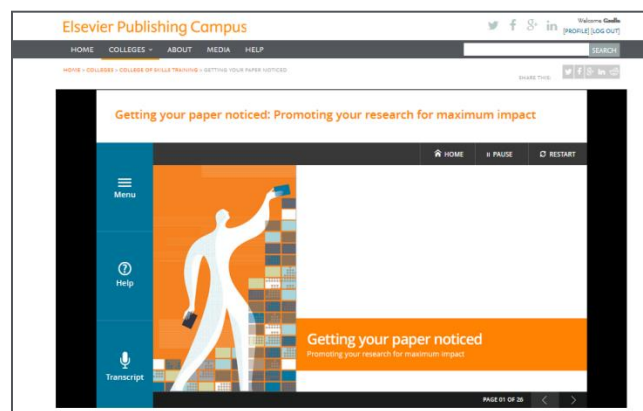 Elsevier Publishing Campus
Welcome Gaelle
[PROFILE] [LOG OUT]
HOME COLLEGES ABOUT MEDIA HELP
SEARCH
HOME > COLLEGES > COLLEGE OF SKILLS TRAINING > GETTING YOUR PAPER NOTICED
SHARE THIS:
Getting your paper noticed: Promoting your research for maximum impact
HOME PAUSE RESTART
Menu
Help
Transcript
Getting your paper noticed
Promoting your research for maximum impact
PAGE 01 OF 26